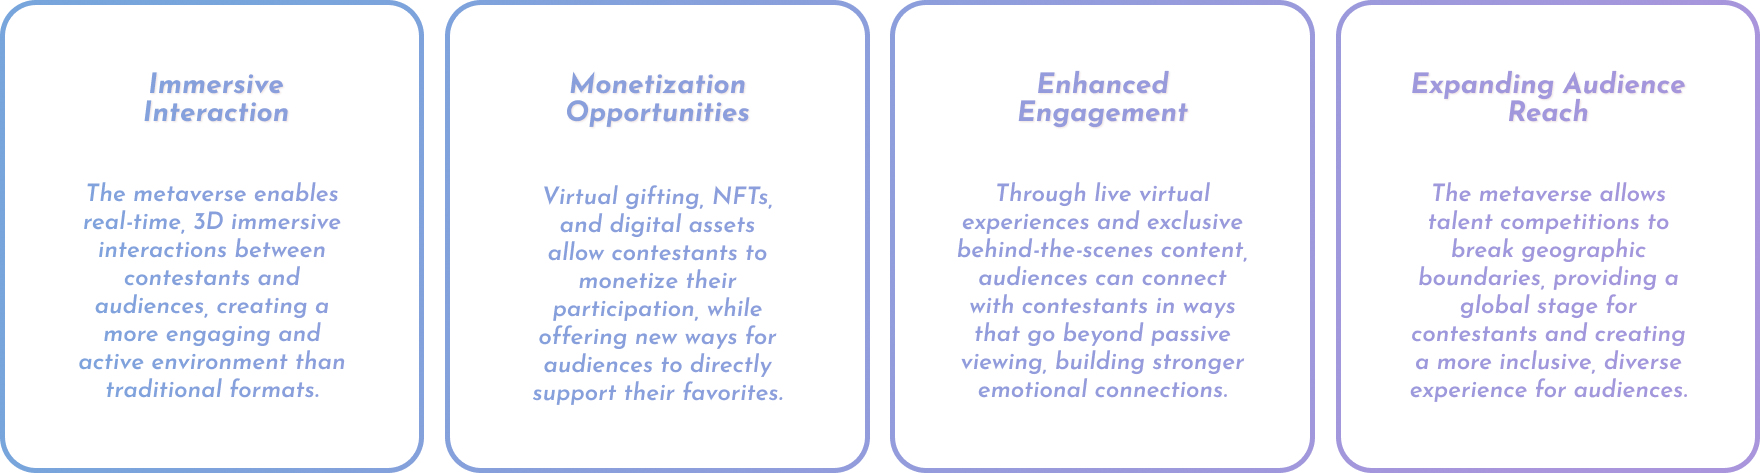 Immersive
Interaction
The metaverse enables
real-time, 3D immersive
interactions between
contestants and
audiences, creating a
more engaging and
active environment than
traditional formats.
Monetization
Opportunities
Virtual gifting, NFTs,
and digital assets
allow contestants to
monetize their
participation, while
offering new ways for
audiences to directly
support their favorites.
Enhanced
Engagement
Through live virtual
experiences and exclusive
behind-the-scenes content,
audiences can connect
with contestants in ways
that go beyond passive
viewing, building stronger
emotional connections.
Expanding Audience
Reach
The metaverse allows
talent competitions to
break geographic
boundaries, providing a
global stage for
contestants and creating
a more inclusive, diverse
experience for audiences.